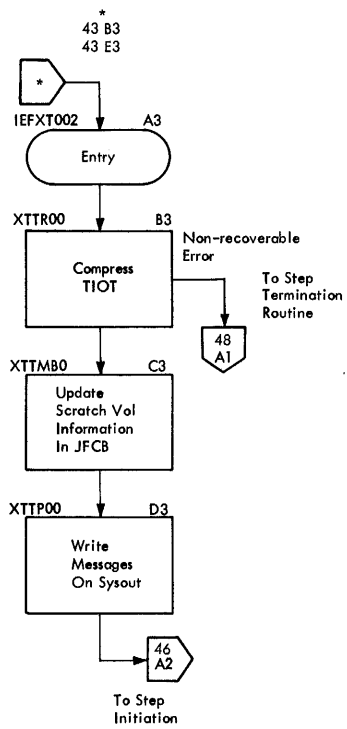 *
43 B3
43 E3
*
IEFXT002 A3
Entry
XTTR00 B3
Non-recoverable
Error
Compress
TIOT
To Step
Termination
Routine
48
A1
XTTMB0 C3
Update
Scratch Vol
Information
In JFCB
XTTP00 D3
Write
Messages
On Sysout
46
A2
To Step
Initiation